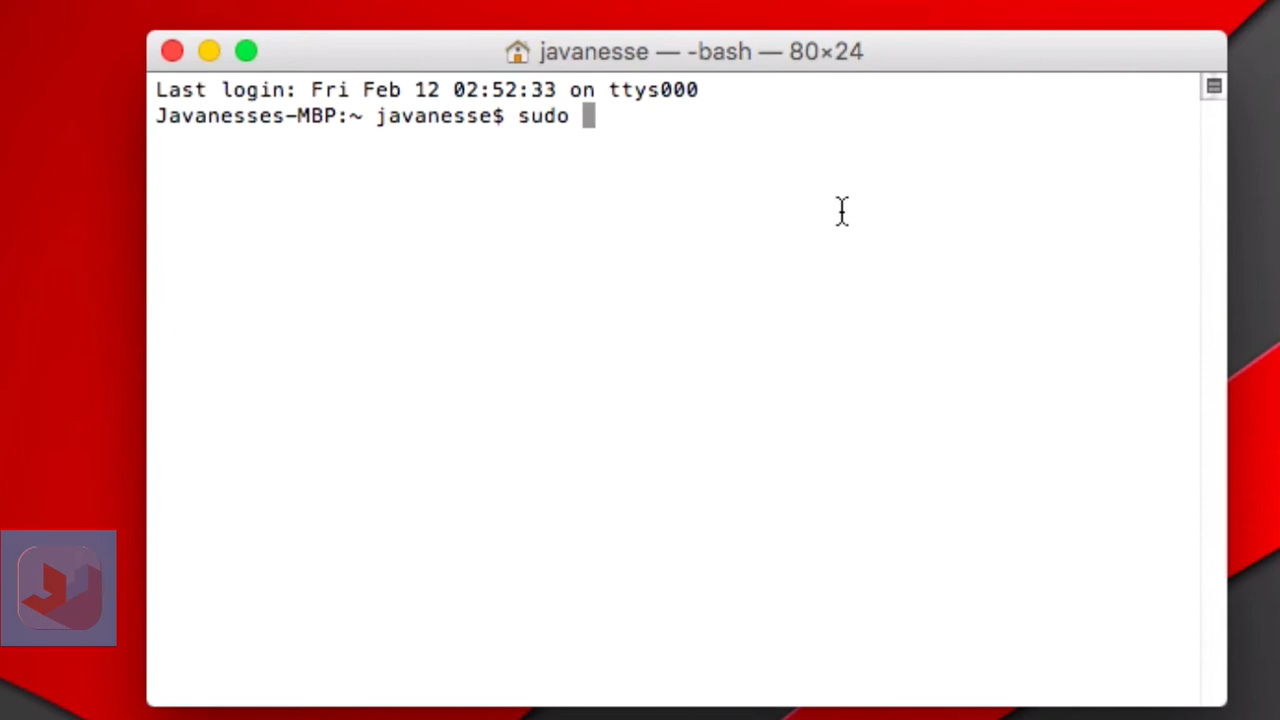 javanesse — -bash — 80×24
Last login: Fri Feb 12 02:52:33 on ttys000
Javanesses-MBP:~ javanesse$ sudo